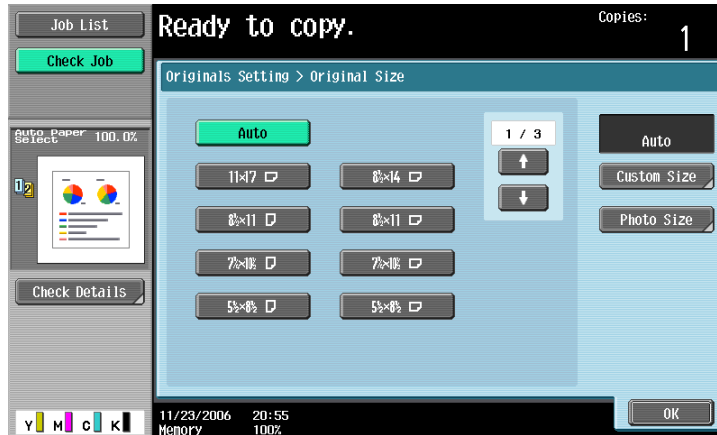 Job List
Check Job
Ready to copy.
Copies:
1
Originals Setting > Original Size
Auto Paper Select 100.0%
1 2
Check Details
Auto
1 / 3
11×17
8½×14
8½×11
8½×11
7¼×10½
7¼×10½
5½×8½
5½×8½
Auto
Custom Size
Photo Size
Y M C K
11/23/2006 20:55
Memory 100%
OK